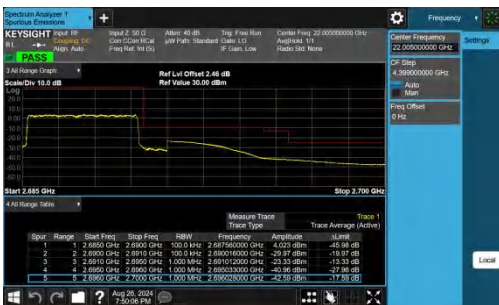 Spectrum Analyzer 1
Spurious Emissions
Frequency
KEYSIGHT Input: RF
Coupling: DC
Align: Auto
Input Z: 50 Ω
Corr CCorr RCal
Freq Ref: Int (S)
Atten: 40 dB
µW Path: Standard
Trig: Free Run
Gate: LO
IF Gain: Low
Center Freq: 22.005000000 GHz
Avg|Hold: 1/1
Radio Std: None
RL
PASS
Center Frequency
22.005000000 GHz
Settings
CF Step
4.399000000 GHz
Auto
Man
Freq Offset
0 Hz
3 All Range Graph
Scale/Div 10.0 dB
Ref Lvl Offset 2.46 dB
Ref Value 30.00 dBm
Log
20.0
10.0
0.00
-10.0
-20.0
-30.0
-40.0
-50.0
-60.0
Start 2.685 GHz
Stop 2.700 GHz
4 All Range Table
Measure Trace Trace 1
Trace Type Trace Average (Active)
Spur Range Start Freq Stop Freq RBW Frequency Amplitude ΔLimit
1 1 2.6850 GHz 2.6900 GHz 100.0 kHz 2.687560000 GHz 4.023 dBm -45.98 dB
2 2 2.6900 GHz 2.6910 GHz 100.0 kHz 2.690016000 GHz -29.97 dBm -19.97 dB
3 3 2.6910 GHz 2.6950 GHz 1.000 MHz 2.691012000 GHz -23.33 dBm -13.33 dB
4 4 2.6950 GHz 2.6960 GHz 1.000 MHz 2.695033000 GHz -40.96 dBm -27.96 dB
5 5 2.6960 GHz 2.7000 GHz 1.000 MHz 2.696028000 GHz -42.59 dBm -17.59 dB
Local
Aug 28, 2024
7:50:06 PM